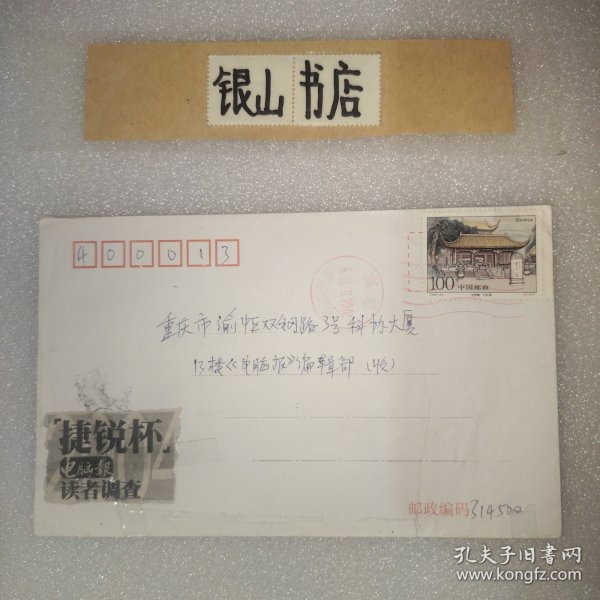 银山书店
400013
中国邮政
100
重庆市渝中区双钢路3号科协大厦
13楼《电脑报》编辑部(收)
「捷锐杯」
电脑報
读者调查
邮政编码314500
孔夫子旧书网
www.kongfz.com